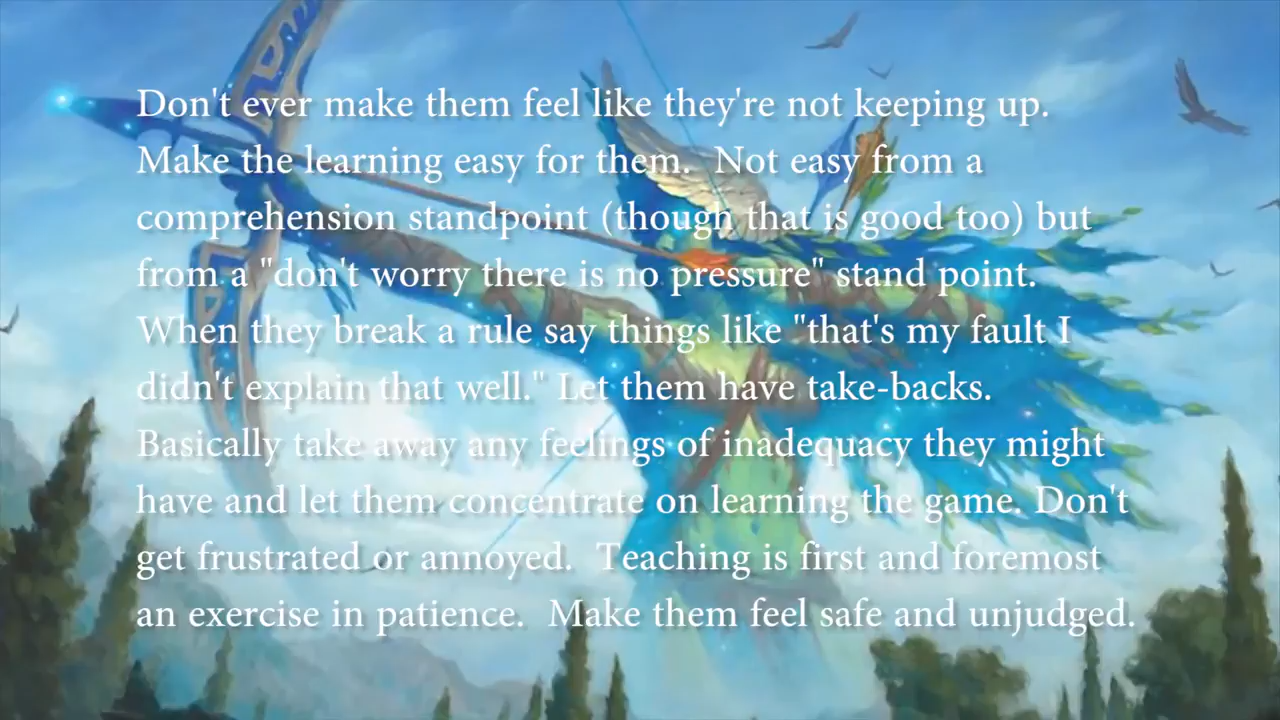 Don't ever make them feel like they're not keeping up.
Make the learning easy for them.  Not easy from a
comprehension standpoint (though that is good too) but
from a "don't worry there is no pressure" stand point.
When they break a rule say things like "that's my fault I
didn't explain that well." Let them have take-backs.
Basically take away any feelings of inadequacy they might
have and let them concentrate on learning the game. Don't
get frustrated or annoyed.  Teaching is first and foremost
an exercise in patience.  Make them feel safe and unjudged.